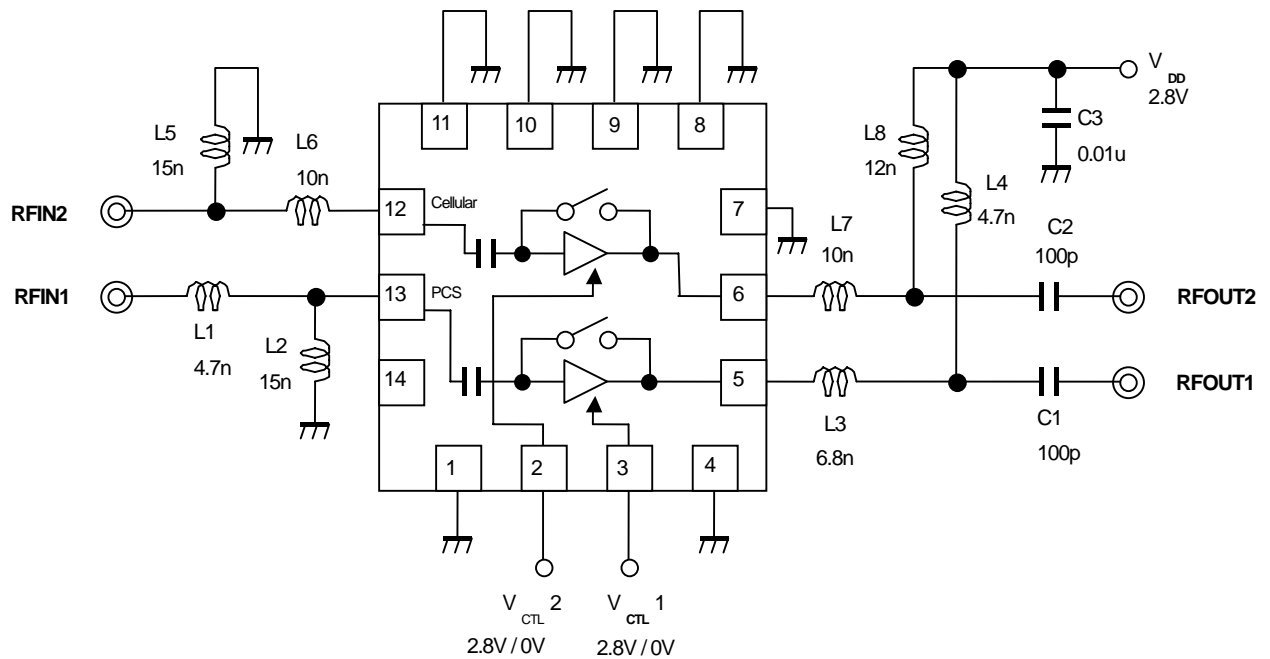 11
10
9
8
V DD
2.8V
L5
15n
L6
10n
L8
12n
C3
0.01u
L4
4.7n
RFIN2
12
Cellular
7
L7
10n
C2
100p
RFIN1
13
PCS
6
RFOUT2
L1
4.7n
L2
15n
14
5
RFOUT1
L3
6.8n
C1
100p
1
2
3
4
V CTL 2
2.8V / 0V
V CTL 1
2.8V / 0V